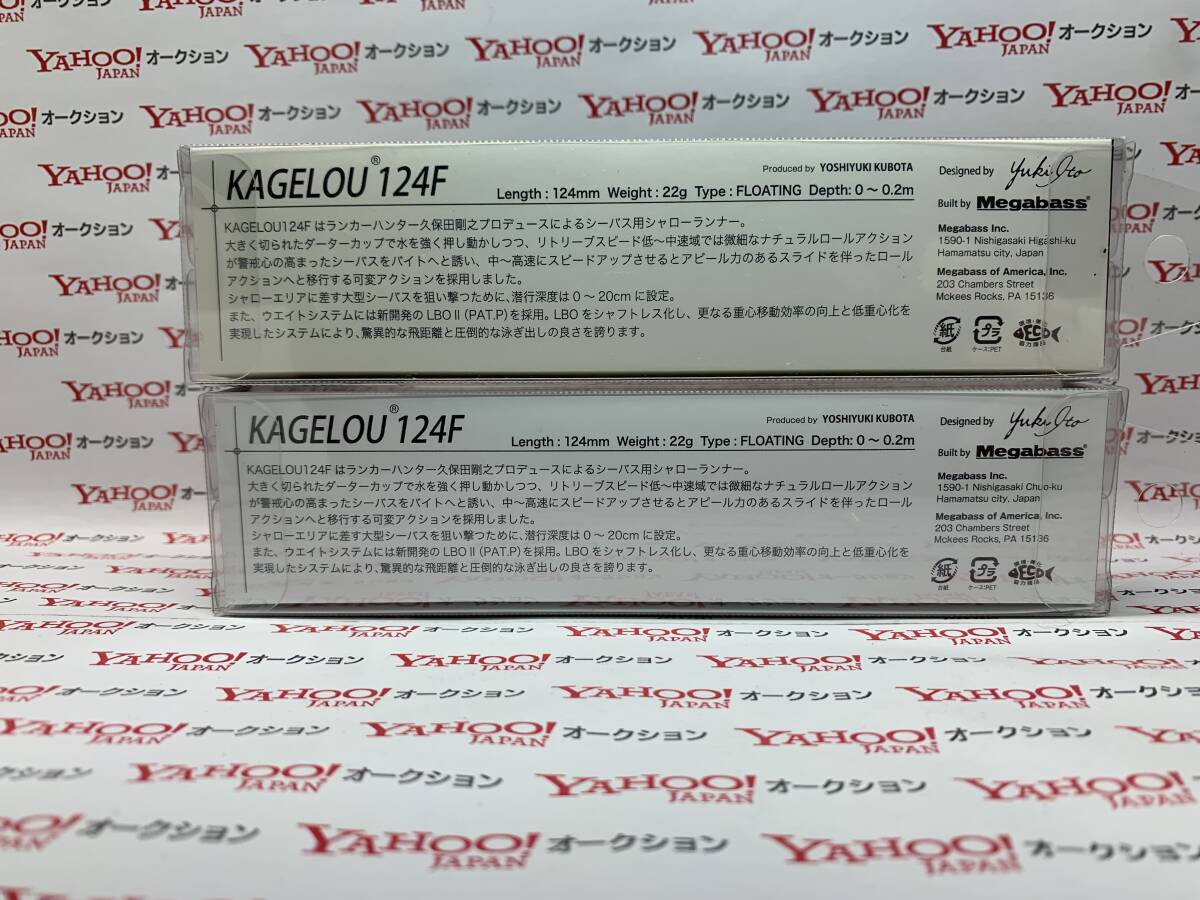 KAGELOU® 124F
Produced by YOSHIYUKI KUBOTA
Length : 124mm Weight : 22g Type : FLOATING Depth: 0 ~ 0.2m
KAGELOU124F はランカーハンター久保田剛之プロデュースによるシーバス用シャローランナー。
大きく切られたダーターカップで水を強く押し動かしつつ、リトリーブスピード低～中速域では微細なナチュラルロールアクション
が警戒心の高まったシーバスをバイトへと誘い、中～高速にスピードアップさせるとアピール力のあるスライドを伴ったロール
アクションへと移行する可変アクションを採用しました。
シャローエリアに差す大型シーバスを狙い撃つために、潜行深度は 0 ～ 20cm に設定。
また、ウエイトシステムには新開発の LBO II (PAT.P) を採用。LBO をシャフトレス化し、更なる重心移動効率の向上と低重心化を
実現したシステムにより、驚異的な飛距離と圧倒的な泳ぎ出しの良さを誇ります。
Designed by Yuki Ito
Built by Megabass®
Megabass Inc.
1590-1 Nishigasaki Higashi-ku
Hamamatsu city, Japan
Megabass of America, Inc.
203 Chambers Street
Mckees Rocks, PA 15136
紙
台紙
プラ
ケース:PET
ECO
KAGELOU® 124F
Produced by YOSHIYUKI KUBOTA
Length : 124mm Weight : 22g Type : FLOATING Depth: 0 ~ 0.2m
KAGELOU124F はランカーハンター久保田剛之プロデュースによるシーバス用シャローランナー。
大きく切られたダーターカップで水を強く押し動かしつつ、リトリーブスピード低～中速域では微細なナチュラルロールアクション
が警戒心の高まったシーバスをバイトへと誘い、中～高速にスピードアップさせるとアピール力のあるスライドを伴ったロール
アクションへと移行する可変アクションを採用しました。
シャローエリアに差す大型シーバスを狙い撃つために、潜行深度は 0 ～ 20cm に設定。
また、ウエイトシステムには新開発の LBO II (PAT.P) を採用。LBO をシャフトレス化し、更なる重心移動効率の向上と低重心化を
実現したシステムにより、驚異的な飛距離と圧倒的な泳ぎ出しの良さを誇ります。
Designed by Yuki Ito
Built by Megabass®
Megabass Inc.
1590-1 Nishigasaki Chuo-ku
Hamamatsu city, Japan
Megabass of America, Inc.
203 Chambers Street
Mckees Rocks, PA 15136
紙
台紙
プラ
ケース:PET
ECO
YAHOO! オークション
JAPAN